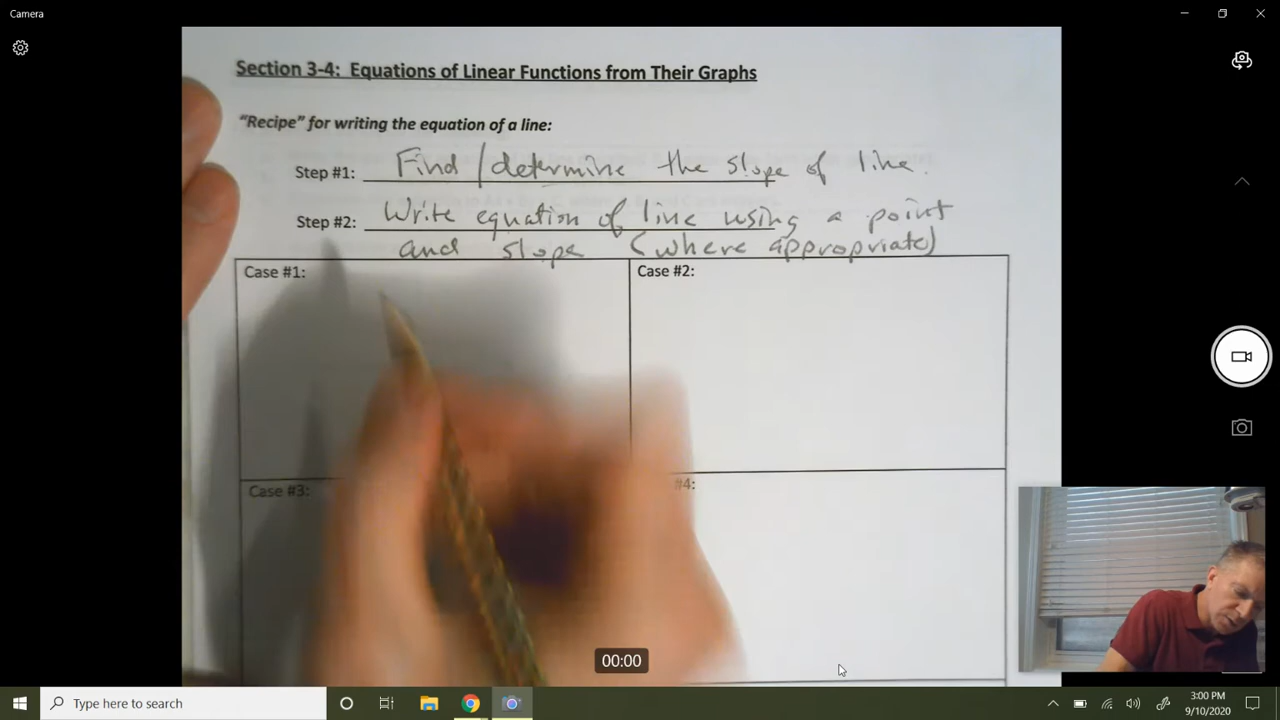 Camera
Section 3-4: Equations of Linear Functions from Their Graphs
"Recipe" for writing the equation of a line:
Step #1: Find/determine the slope of line.
Step #2: Write equation of line using a point
and slope (where appropriate)
Case #1:
Case #2:
Case #3:
#4:
00:00
Type here to search
3:00 PM
9/10/2020